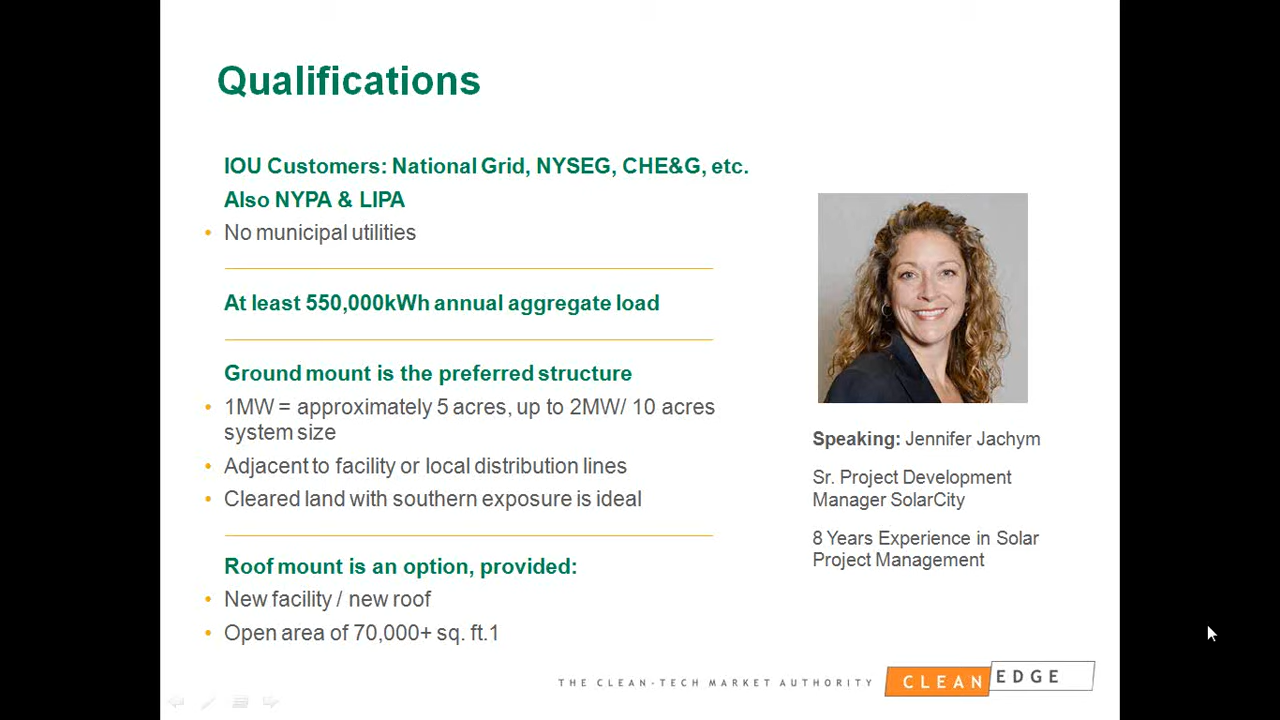 Qualifications
IOU Customers: National Grid, NYSEG, CHE&G, etc.
Also NYPA & LIPA
• No municipal utilities
At least 550,000kWh annual aggregate load
Ground mount is the preferred structure
• 1MW = approximately 5 acres, up to 2MW/ 10 acres
system size
• Adjacent to facility or local distribution lines
• Cleared land with southern exposure is ideal
Roof mount is an option, provided:
• New facility / new roof
• Open area of 70,000+ sq. ft.1
Speaking: Jennifer Jachym
Sr. Project Development
Manager SolarCity
8 Years Experience in Solar
Project Management
THE CLEAN-TECH MARKET AUTHORITY
CLEAN EDGE